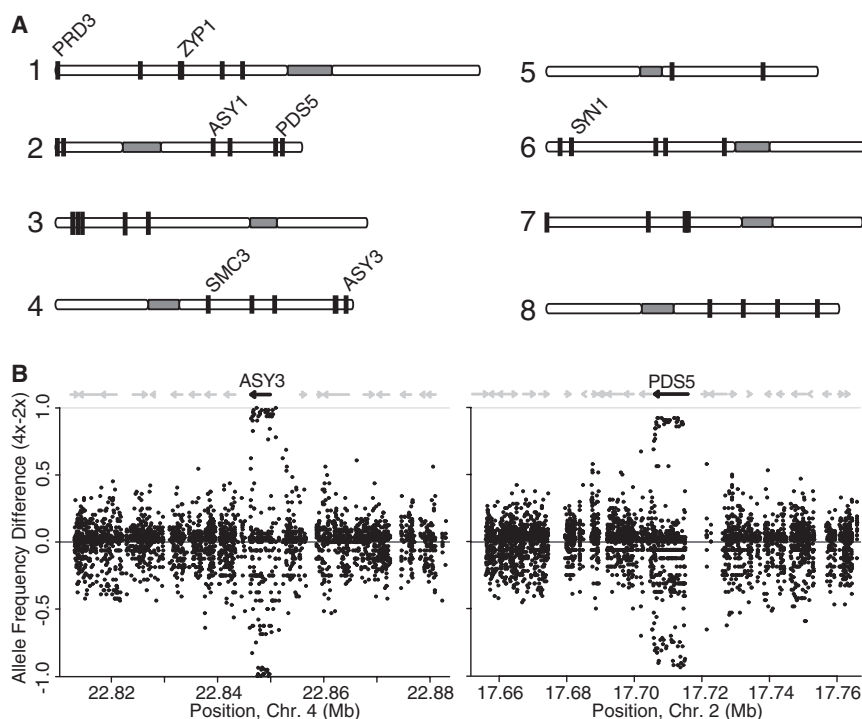 A
PRD3 ZYP1
1
5
ASY1 PDS5
2
SYN1
6
3
7
SMC3 ASY3
4
8
B
ASY3
PDS5
Allele Frequency Difference (4x-2x)
1.0
0.5
0.0
-0.5
-1.0
22.82 22.84 22.86 22.88
17.66 17.68 17.70 17.72 17.74 17.76
Position, Chr. 4 (Mb)
Position, Chr. 2 (Mb)